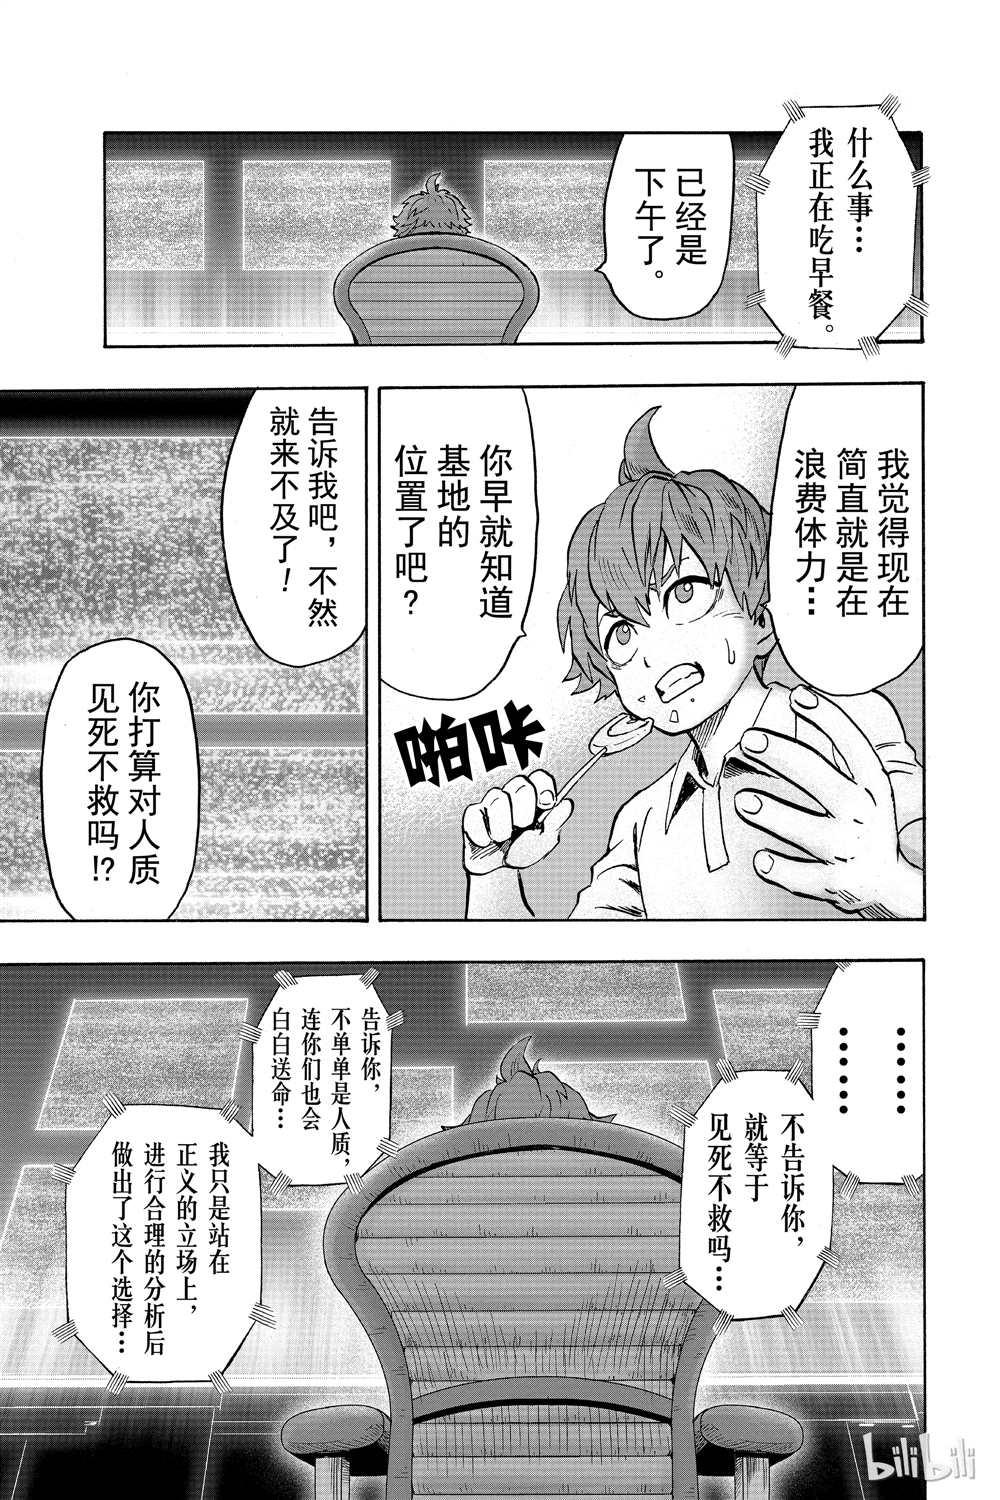 什么事…
我正在吃早餐。
已经是
下午了。
我觉得现在
简直就是在
浪费体力…
你早就知道
基地的
位置了吧？
告诉我吧，不然
就来不及了！
你打算对人质
见死不救吗!?
……
……
不告诉你，
就等于
见死不救吗…
告诉你，
不单单是人质，
连你们也会
白白送命…
我只是站在
正义的立场上，
进行合理的分析后
做出了这个选择…
bilibili